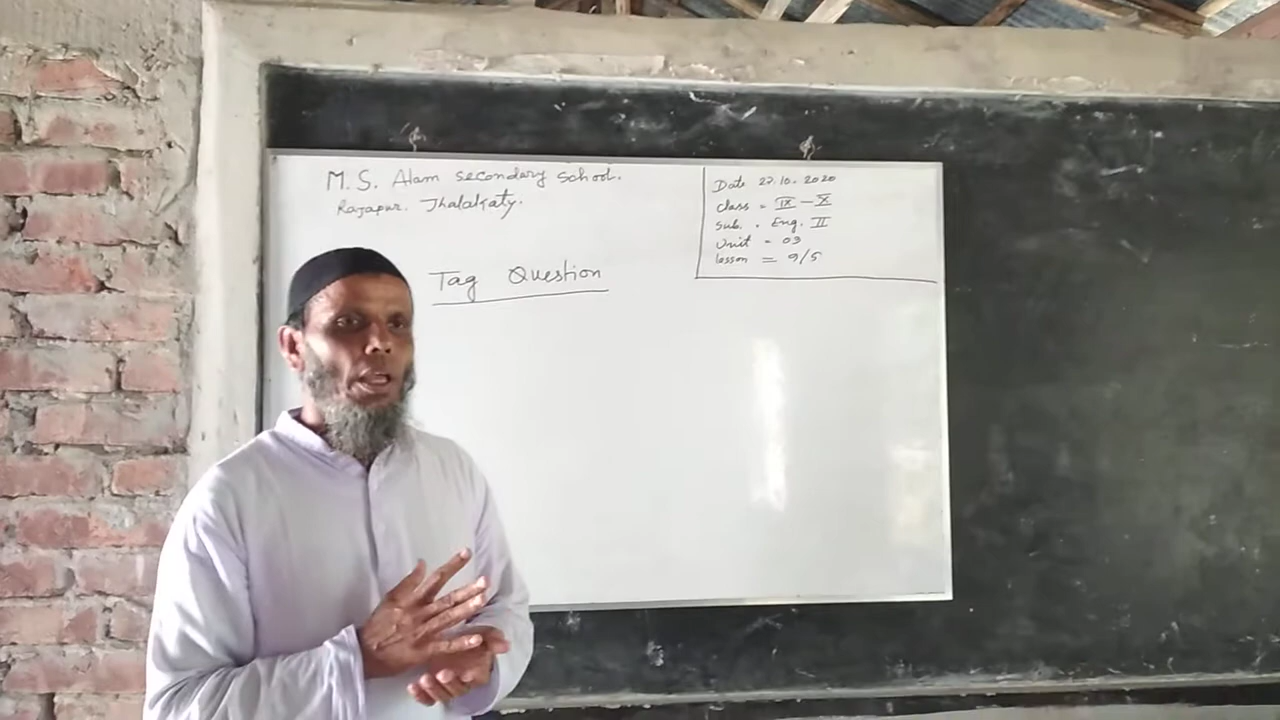 M. S. Alam secondary school.
Rajapur. Jhalakaty.
Tag Question
Date 22.10.2020
class = IX - X
Sub. = Eng. II
Unit = 03
lesson = 9/5